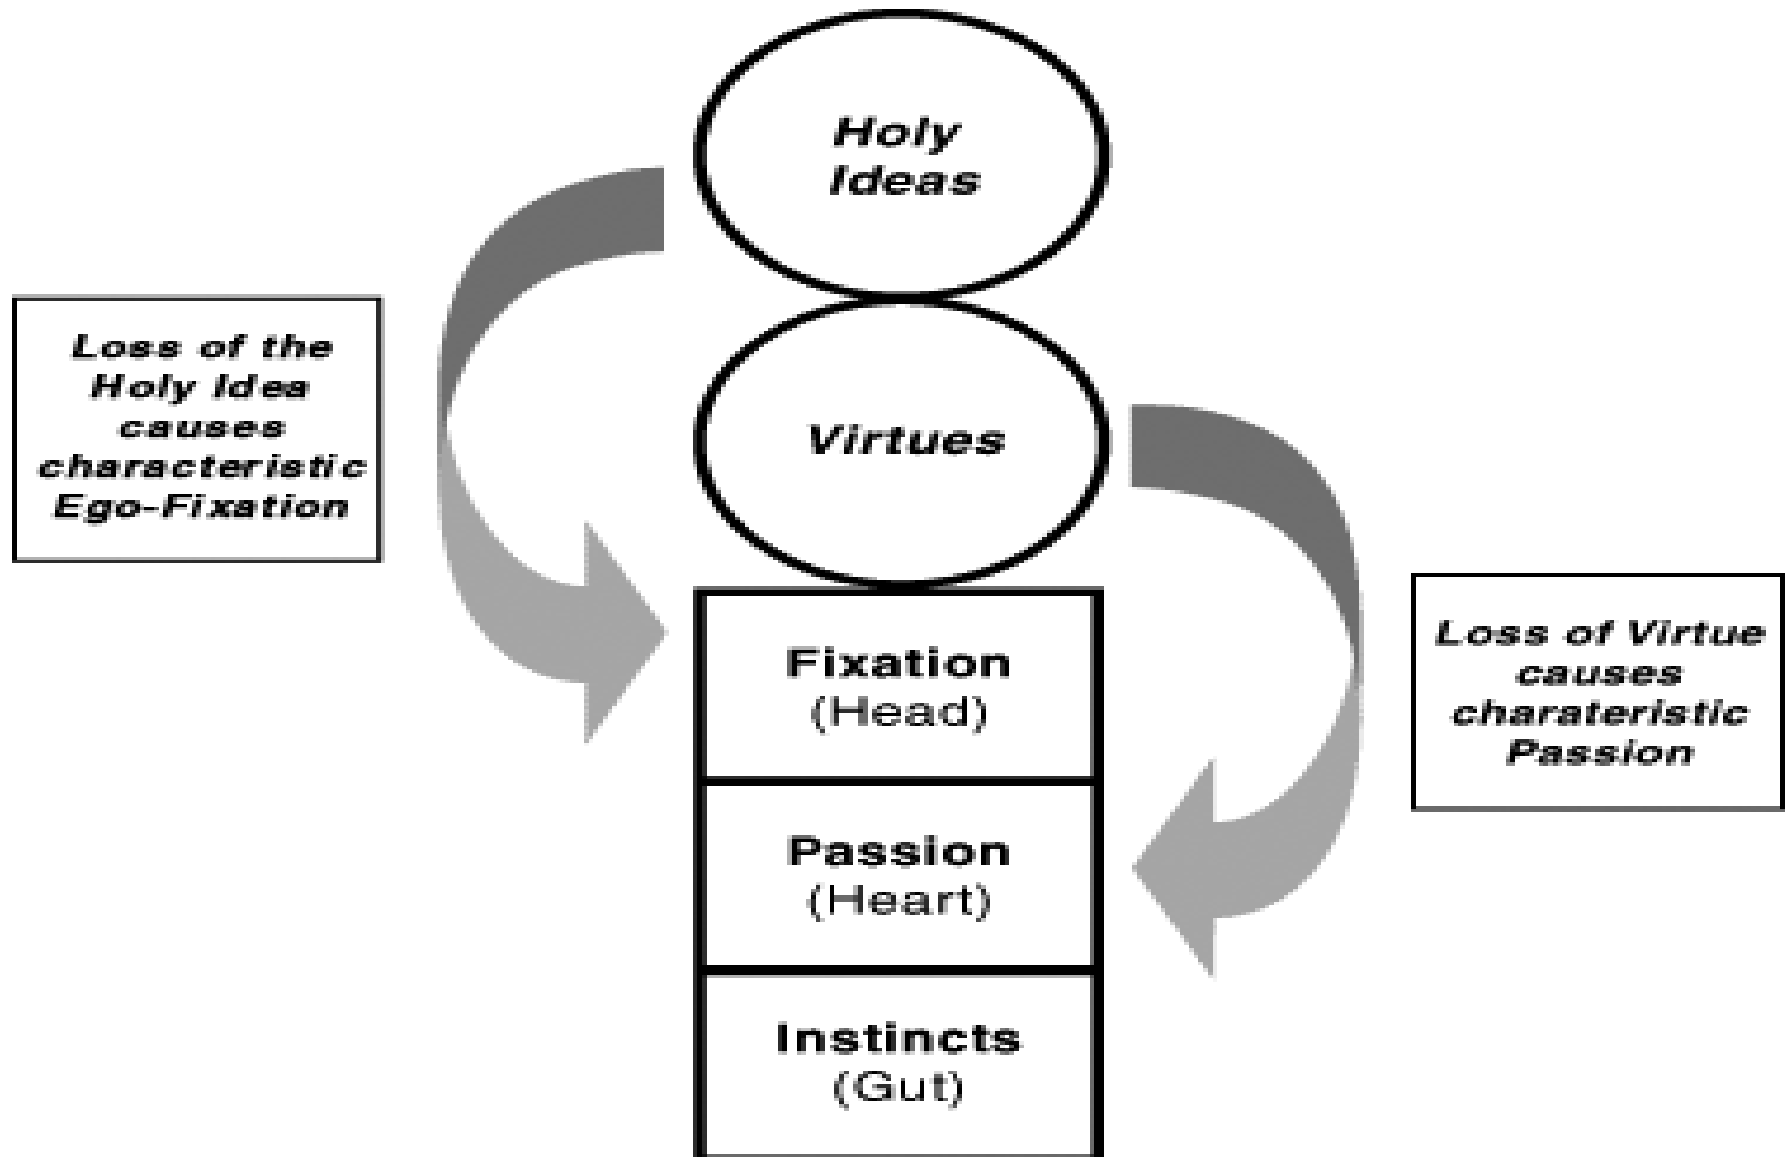 Holy
Ideas
Loss of the
Holy Idea
causes
characteristic
Ego-Fixation
Virtues
Fixation
(Head)
Loss of Virtue
causes
charateristic
Passion
Passion
(Heart)
Instincts
(Gut)